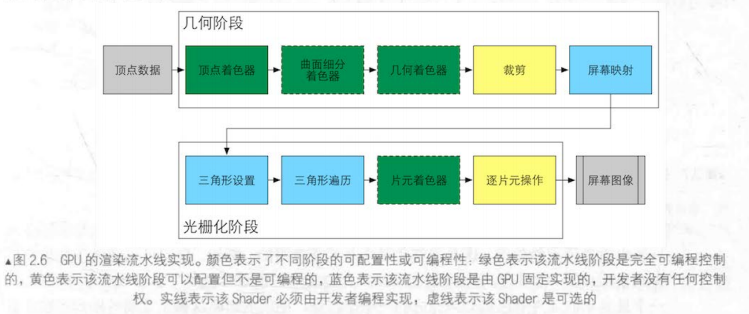 几何阶段
顶点数据
顶点着色器
曲面细分
着色器
几何着色器
裁剪
屏幕映射
三角形设置
三角形遍历
片元着色器
逐片元操作
屏幕图像
光栅化阶段
▲图 2.6 GPU 的渲染流水线实现。颜色表示了不同阶段的可配置性或可编程性：绿色表示该流水线阶段是完全可编程控制
的，黄色表示该流水线阶段可以配置但不是可编程的，蓝色表示该流水线阶段是由 GPU 固定实现的，开发者没有任何控制
权。实线表示该 Shader 必须由开发者编程实现，虚线表示该 Shader 是可选的